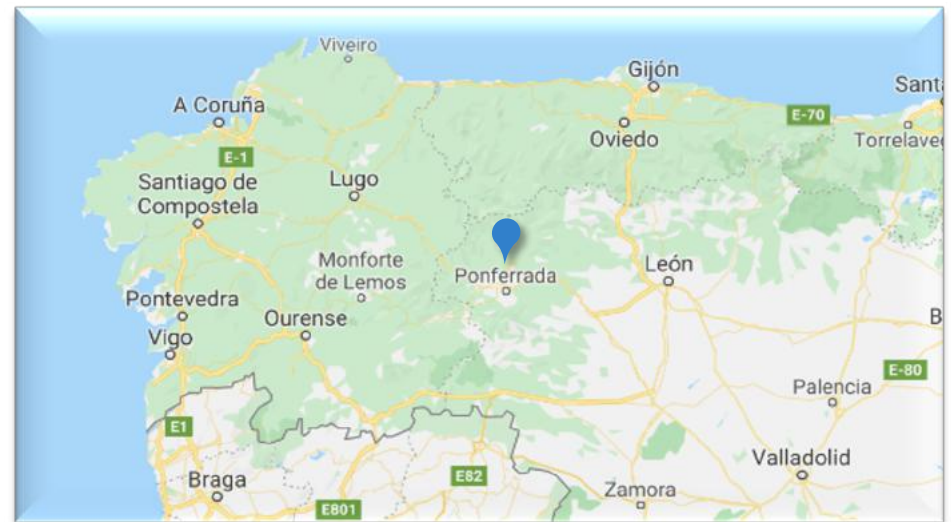 Viveiro
Gijón
Sant
A Coruña
E-70
Oviedo
Torrelave
E-1
Santiago de
Compostela
Lugo
Monforte
de Lemos
Ponferrada
León
Pontevedra
Ourense
B
Vigo
E-80
Palencia
E1
Valladolid
Braga
E82
Zamora
E801